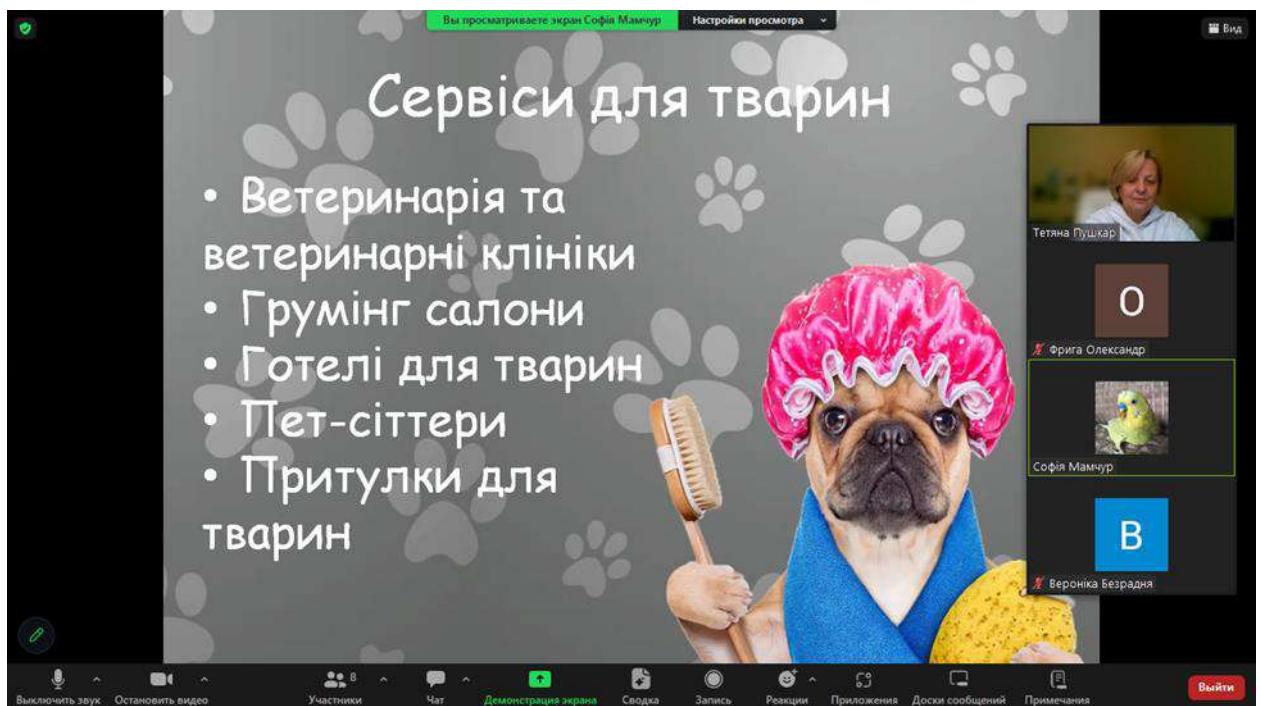 Вы просматриваете экран Софія Мамчур
Настройки просмотра
Вид
Сервіси для тварин
• Ветеринарія та
ветеринарні клініки
• Грумінг салони
• Готелі для тварин
• Пет-сіттери
• Притулки для
тварин
Тетяна Пушкар
О
Фрига Олександр
Софія Мамчур
В
Вероніка Безрадня
8
Выключить звук
Остановить видео
Участники
Чат
Демонстрация экрана
Сводка
Запись
Реакции
Приложения
Доски сообщений
Примечания
Выйти